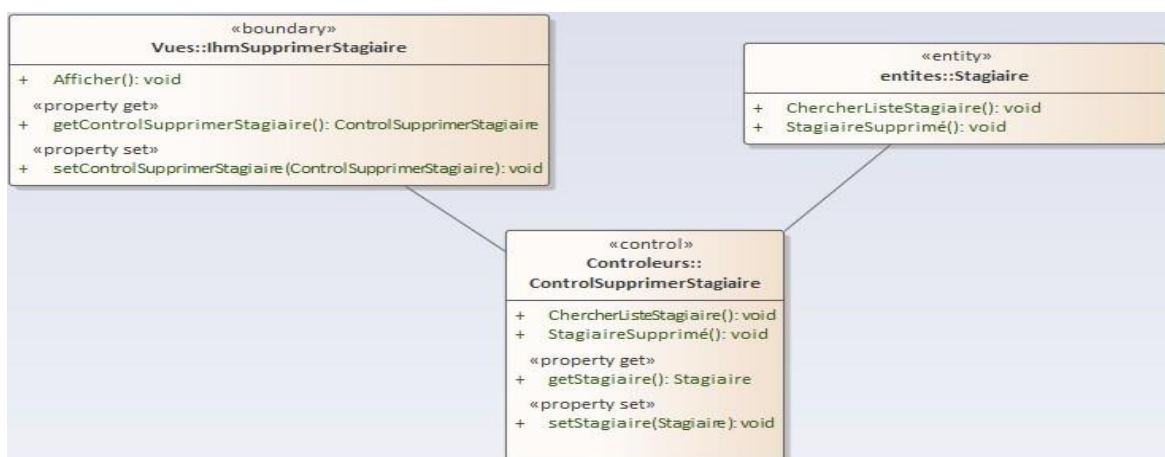 «boundary»
Vues::IhmSupprimerStagiaire
+ Afficher(): void
«property get»
+ getControlSupprimerStagiaire(): ControlSupprimerStagiaire
«property set»
+ setControlSupprimerStagiaire(ControlSupprimerStagiaire): void
«entity»
entites::Stagiaire
+ ChercherListeStagiaire(): void
+ StagiaireSupprimé(): void
«control»
Controleurs::
ControlSupprimerStagiaire
+ ChercherListeStagiaire(): void
+ StagiaireSupprimé(): void
«property get»
+ getStagiaire(): Stagiaire
«property set»
+ setStagiaire(Stagiaire): void